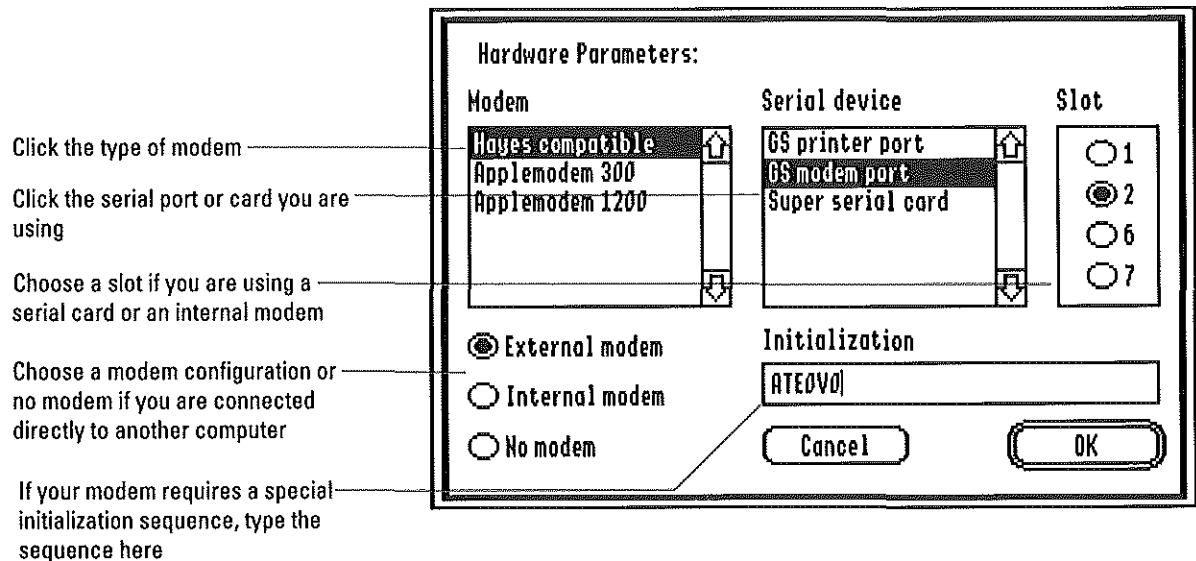 Hardware Parameters:
Modem
Serial device
Slot
Hayes compatible
Applemodem 300
Applemodem 1200
GS printer port
GS modem port
Super serial card
1
2
6
7
External modem
Internal modem
No modem
Initialization
ATE0V0
Cancel
OK
Click the type of modem
Click the serial port or card you are
using
Choose a slot if you are using a
serial card or an internal modem
Choose a modem configuration or
no modem if you are connected
directly to another computer
If your modem requires a special
initialization sequence, type the
sequence here